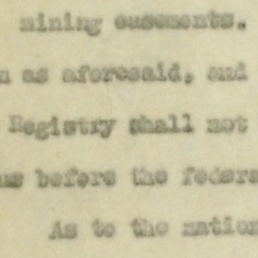 mining easements.
n as aforesaid, and
Registry shall not
us before the federa
As to the nation